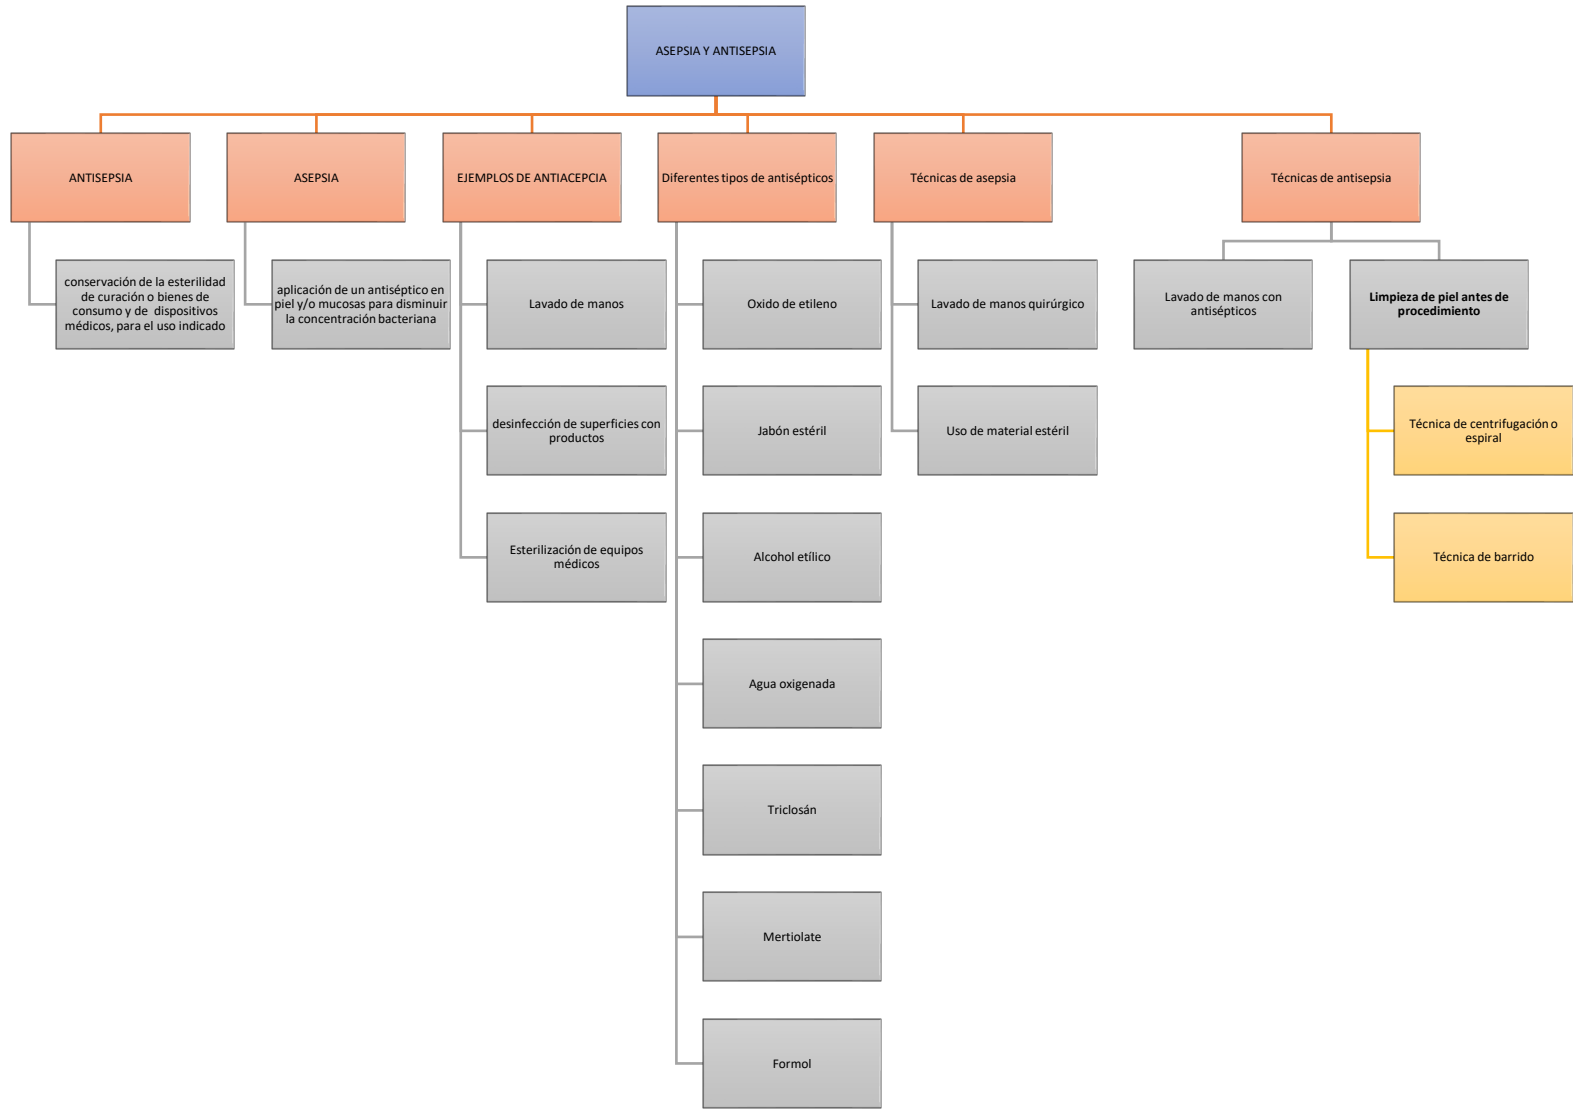 ASEPSIA Y ANTISEPSIA
ANTISEPSIA
conservación de la esterilidad
de curación o bienes de
consumo y de  dispositivos
médicos, para el uso indicado
ASEPSIA
aplicación de un antiséptico en
piel y/o mucosas para disminuir
la concentración bacteriana
EJEMPLOS DE ANTIACEPCIA
Lavado de manos
desinfección de superficies con
productos
Esterilización de equipos
médicos
Diferentes tipos de antisépticos
Oxido de etileno
Jabón estéril
Alcohol etílico
Agua oxigenada
Triclosán
Mertiolate
Formol
Técnicas de asepsia
Lavado de manos quirúrgico
Uso de material estéril
Técnicas de antisepsia
Lavado de manos con
antisépticos
Limpieza de piel antes de
procedimiento
Técnica de centrifugación o
espiral
Técnica de barrido